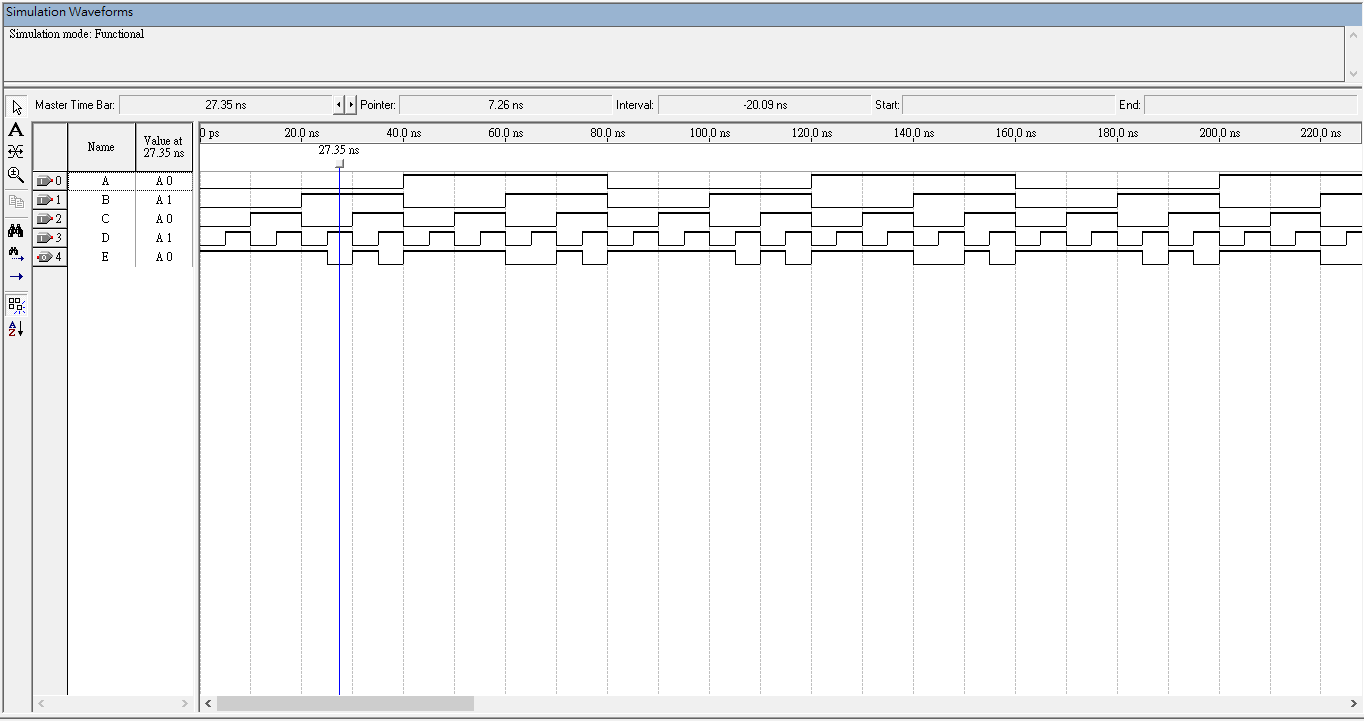 Simulation Waveforms
Simulation mode: Functional
Master Time Bar: 27.35 ns Pointer: 7.26 ns Interval: -20.09 ns Start: End:
Name Value at 27.35 ns
0 ps 20.0 ns 40.0 ns 60.0 ns 80.0 ns 100.0 ns 120.0 ns 140.0 ns 160.0 ns 180.0 ns 200.0 ns 220.0 ns
27.35 ns
0 A A 0
1 B A 1
2 C A 0
3 D A 1
4 E A 0